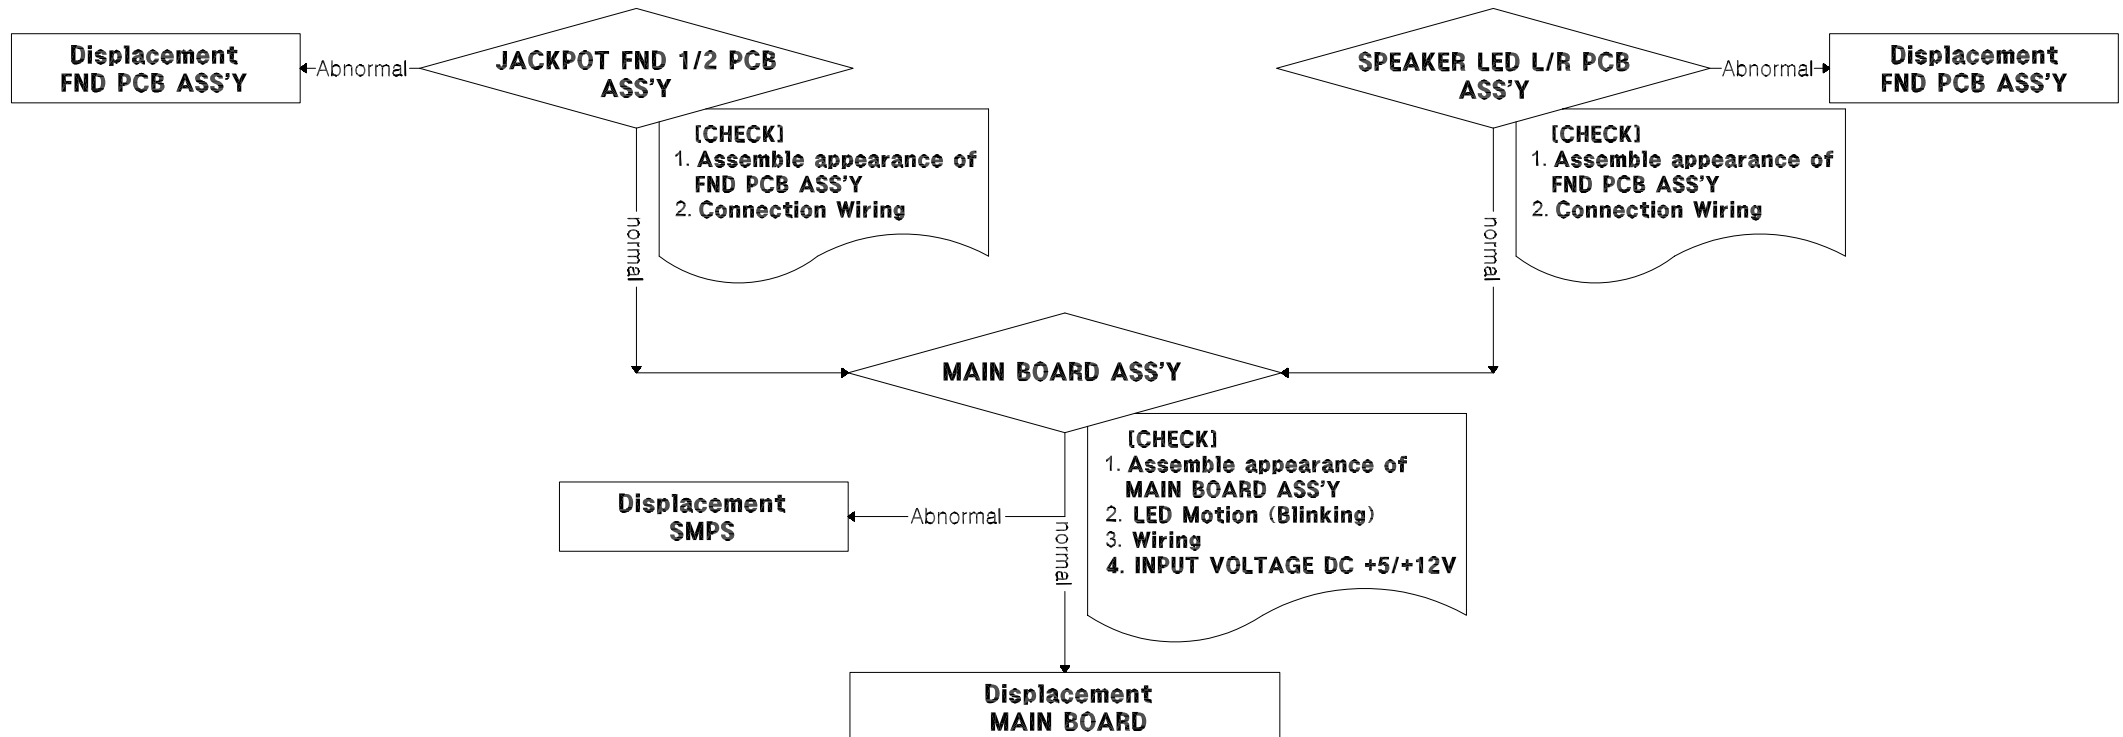 Displacement
FND PCB ASS'Y
Abnormal
JACKPOT FND 1/2 PCB
ASS'Y
[CHECK]
1. Assemble appearance of
FND PCB ASS'Y
2. Connection Wiring
normal
SPEAKER LED L/R PCB
ASS'Y
Abnormal
Displacement
FND PCB ASS'Y
[CHECK]
1. Assemble appearance of
FND PCB ASS'Y
2. Connection Wiring
normal
MAIN BOARD ASS'Y
[CHECK]
1. Assemble appearance of
MAIN BOARD ASS'Y
2. LED Motion (Blinking)
3. Wiring
4. INPUT VOLTAGE DC +5/+12V
Displacement
SMPS
Abnormal
normal
Displacement
MAIN BOARD